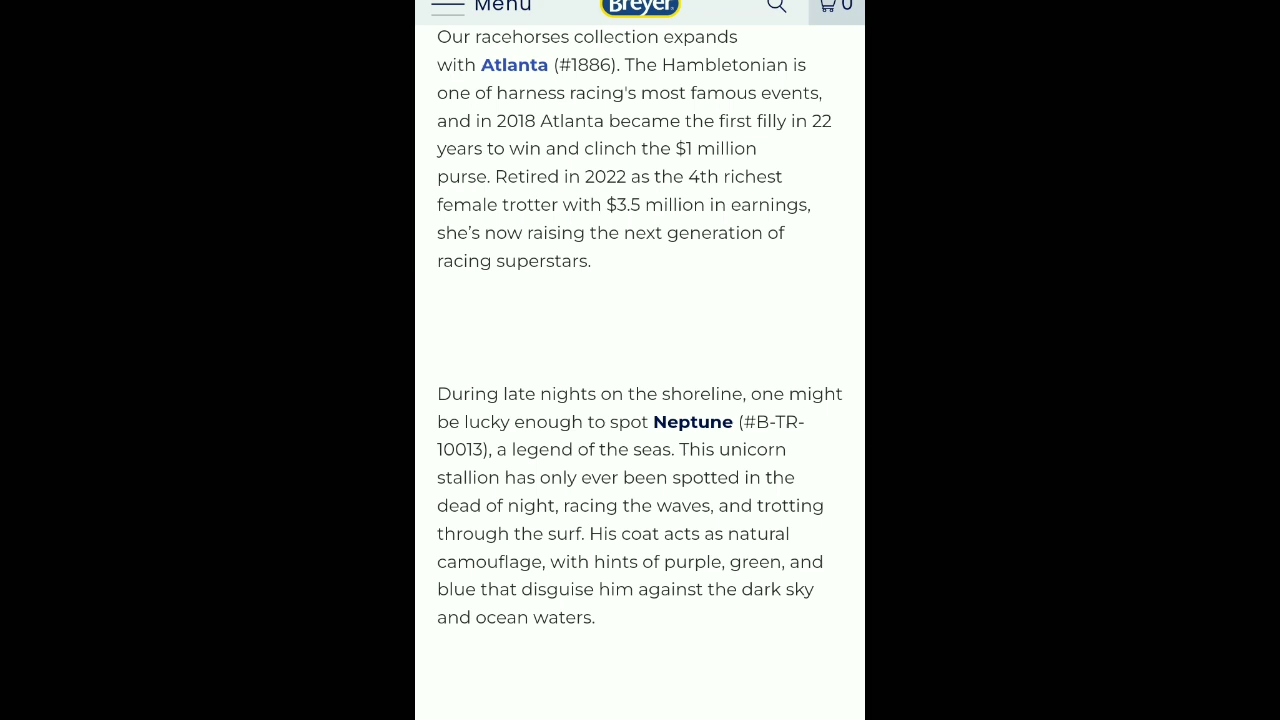 Menu
Breyer
0
Our racehorses collection expands
with Atlanta (#1886). The Hambletonian is
one of harness racing's most famous events,
and in 2018 Atlanta became the first filly in 22
years to win and clinch the $1 million
purse. Retired in 2022 as the 4th richest
female trotter with $3.5 million in earnings,
she’s now raising the next generation of
racing superstars.
During late nights on the shoreline, one might
be lucky enough to spot Neptune (#B-TR-
10013), a legend of the seas. This unicorn
stallion has only ever been spotted in the
dead of night, racing the waves, and trotting
through the surf. His coat acts as natural
camouflage, with hints of purple, green, and
blue that disguise him against the dark sky
and ocean waters.